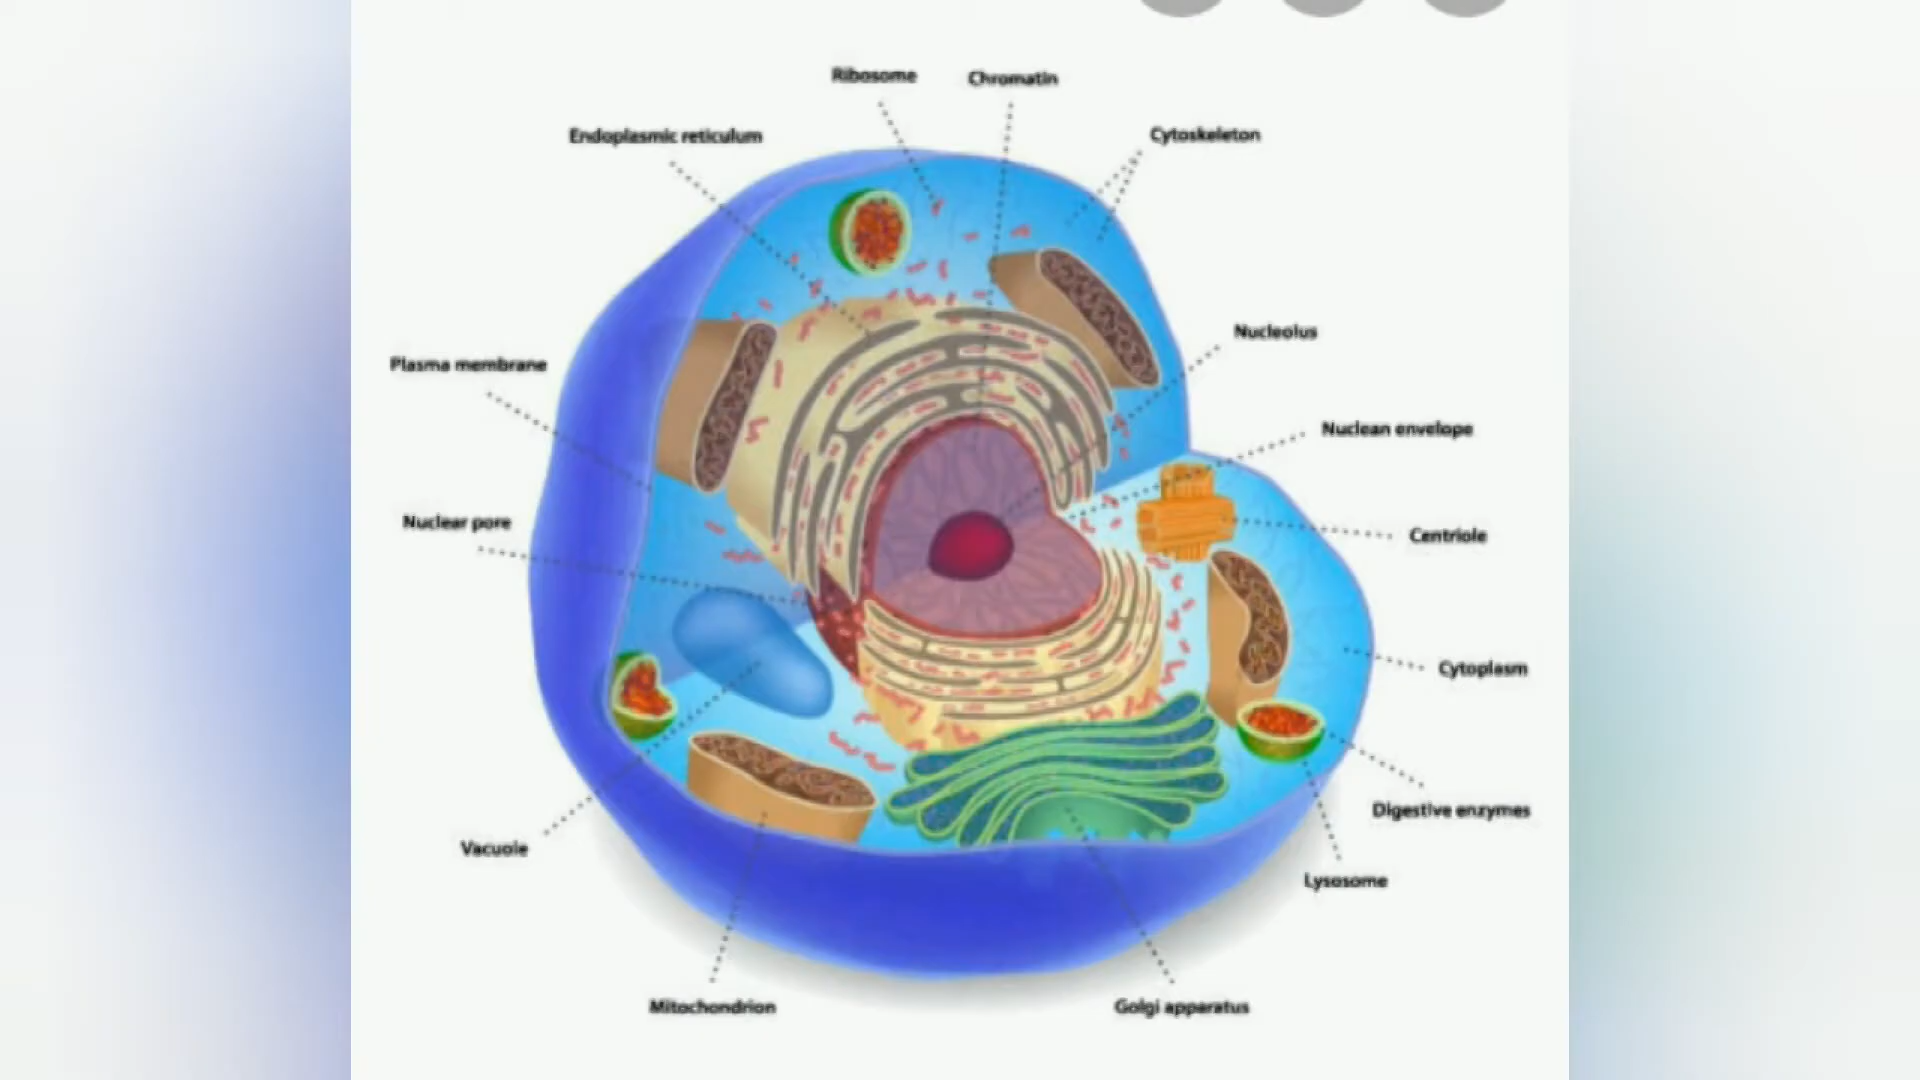 Ribosome
Chromatin
Endoplasmic reticulum
Cytoskeleton
Nucleolus
Plasma membrane
Nuclean envelope
Nuclear pore
Centriole
Cytoplasm
Digestive enzymes
Vacuole
Lysosome
Mitochondrion
Golgi apparatus